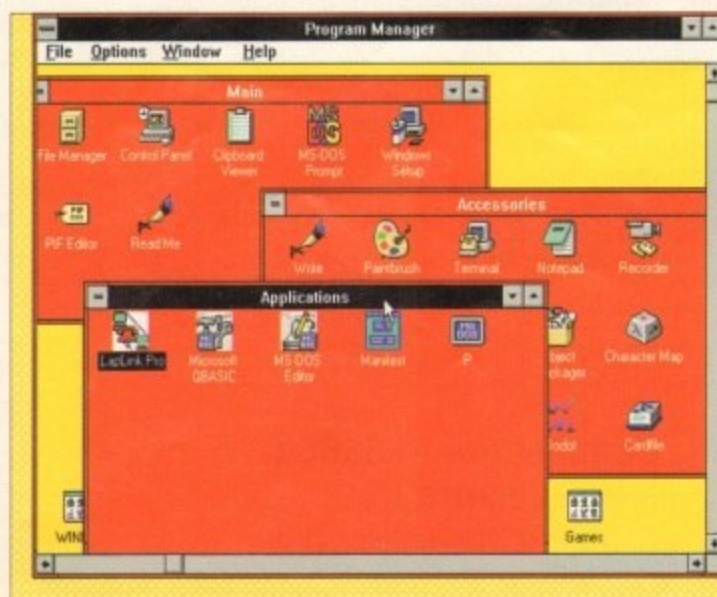 Program Manager
File Options Window Help
Main
File Manager Control Panel Clipboard Viewer MS-DOS Prompt Windows Setup
PIF Editor Read Me
Accessories
Write Paintbrush Terminal Notepad Recorder
Character Map
Cardfile
Applications
LapLink Pro Microsoft QBASIC MS-DOS Editor Manifest P
Games